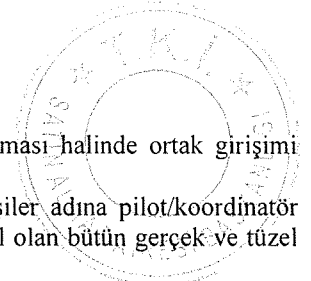 T.K.İ.
ması halinde ortak girişimi
siler adına pilot/koordinatör
l olan bütün gerçek ve tüzel